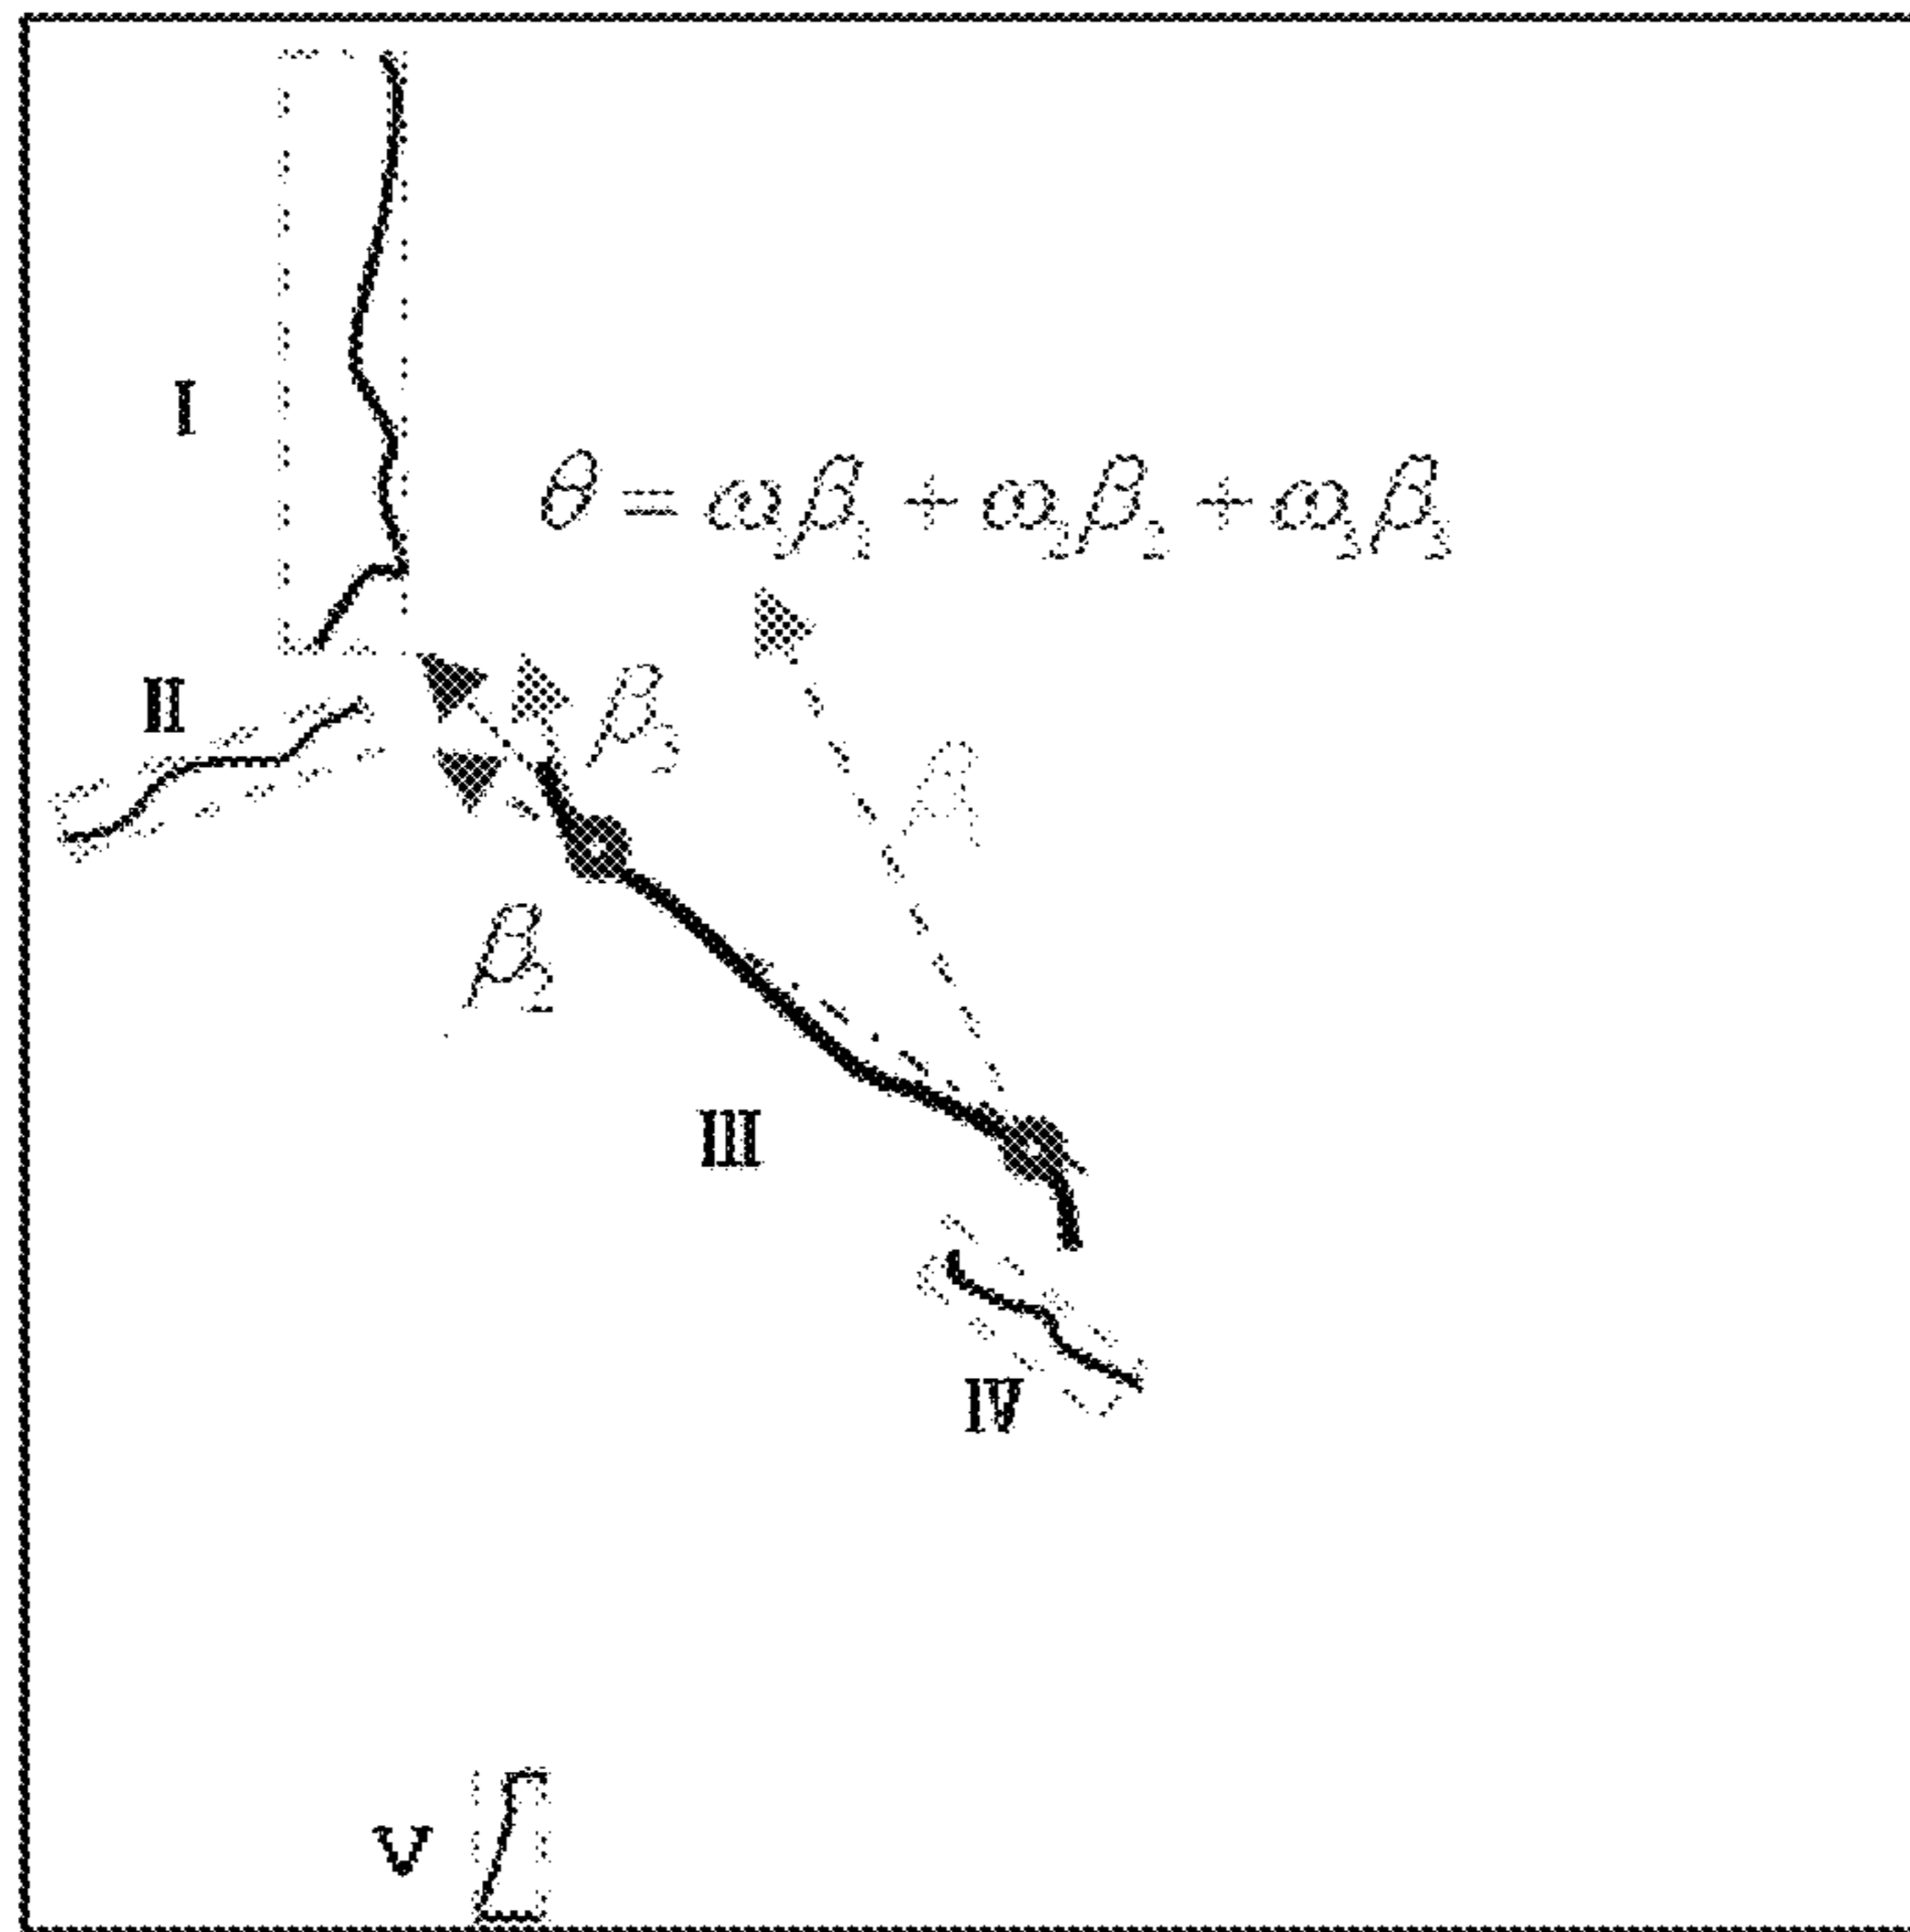 I
θ = ω₁β₁ + ω₂β₂ + ω₃β₃
II
β₃
β₁
β₂
III
IV
V